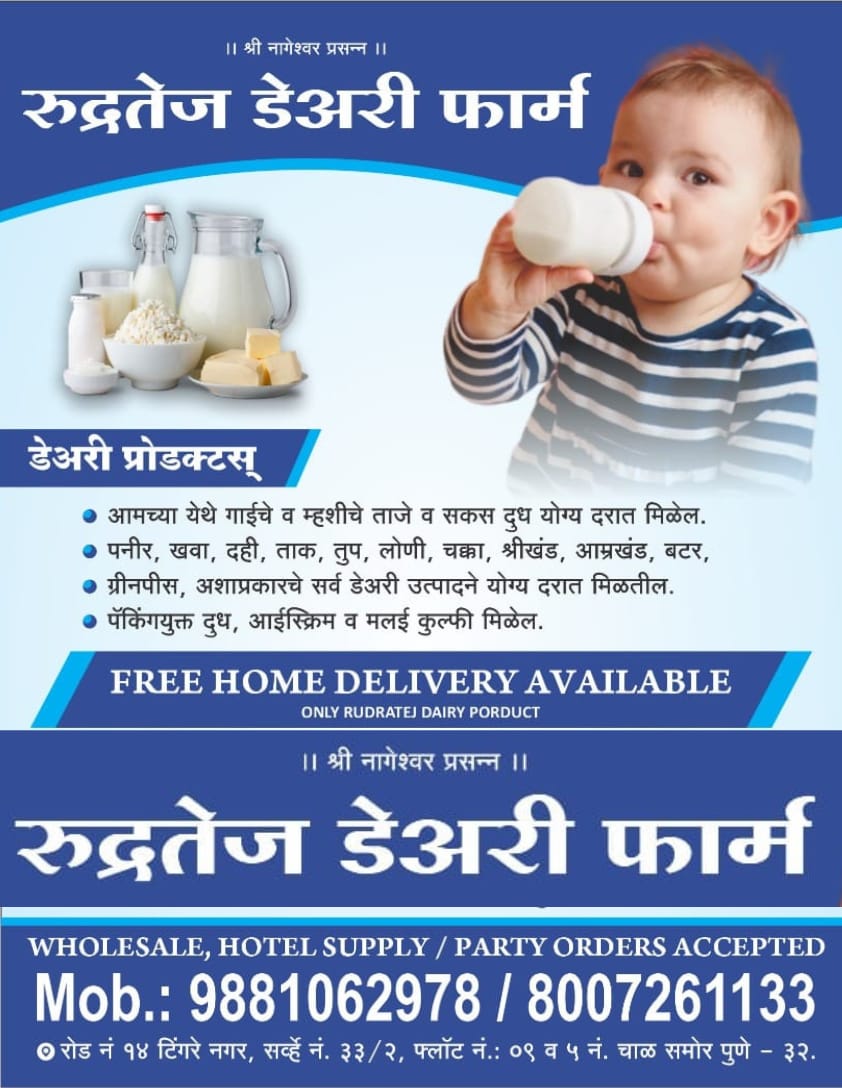 ।। श्री नागेश्वर प्रसन्न ।।
रुद्रतेज डेअरी फार्म
डेअरी प्रोडक्टस्
आमच्या येथे गाईचे व म्हशीचे ताजे व सकस दुध योग्य दरात मिळेल.
पनीर, खवा, दही, ताक, तुप, लोणी, चक्का, श्रीखंड, आम्रखंड, बटर,
ग्रीनपीस, अशाप्रकारचे सर्व डेअरी उत्पादने योग्य दरात मिळतील.
पॅकिंगयुक्त दुध, आईस्क्रिम व मलई कुल्फी मिळेल.
FREE HOME DELIVERY AVAILABLE
ONLY RUDRATEJ DAIRY PORDUCT
।। श्री नागेश्वर प्रसन्न ।।
रुद्रतेज डेअरी फार्म
WHOLESALE, HOTEL SUPPLY / PARTY ORDERS ACCEPTED
Mob.: 9881062978 / 8007261133
रोड नं १४ टिंगरे नगर, सर्व्हे नं. ३३/२, फ्लॉट नं.: ०९ व ५ नं. चाळ समोर पुणे – ३२.